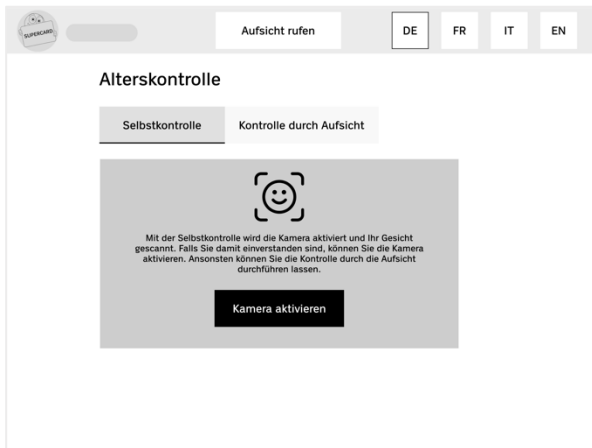 SUPERCARD
Aufsicht rufen
DE
FR
IT
EN
Alterskontrolle
Selbstkontrolle
Kontrolle durch Aufsicht
Mit der Selbstkontrolle wird die Kamera aktiviert und Ihr Gesicht
gescannt. Falls Sie damit einverstanden sind, können Sie die Kamera
aktivieren. Ansonsten können Sie die Kontrolle durch die Aufsicht
durchführen lassen.
Kamera aktivieren